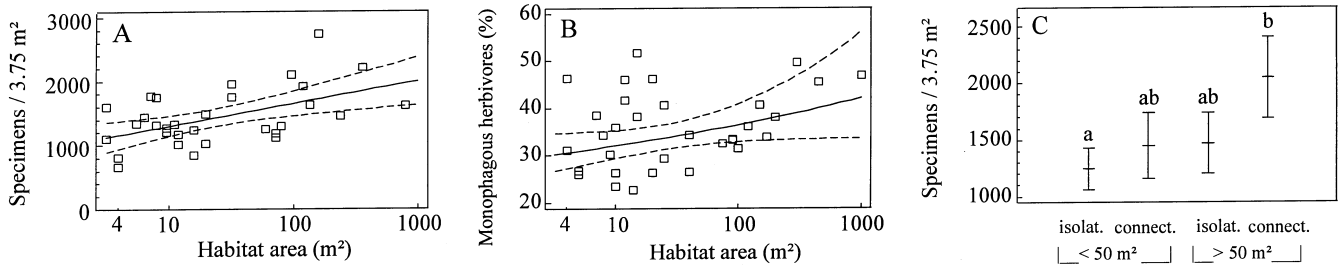 A
Specimens / 3.75 m²
3000
2000
1000
0
4 10 100 1000
Habitat area (m²)
B
Monophagous herbivores (%)
60
50
40
30
20
4 10 100 1000
Habitat area (m²)
C
Specimens / 3.75 m²
2500
2000
1500
1000
a ab ab b
isolat. connect. isolat. connect.
< 50 m² > 50 m²